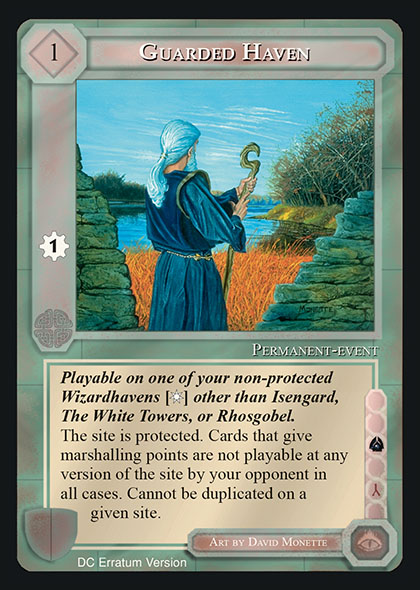 1
Guarded Haven
1
MONETTE
Permanent-event
Playable on one of your non-protected
Wizardhavens [☼] other than Isengard,
The White Towers, or Rhosgobel.
The site is protected. Cards that give
marshalling points are not playable at any
version of the site by your opponent in
all cases. Cannot be duplicated on a
given site.
Art by David Monette
DC Erratum Version